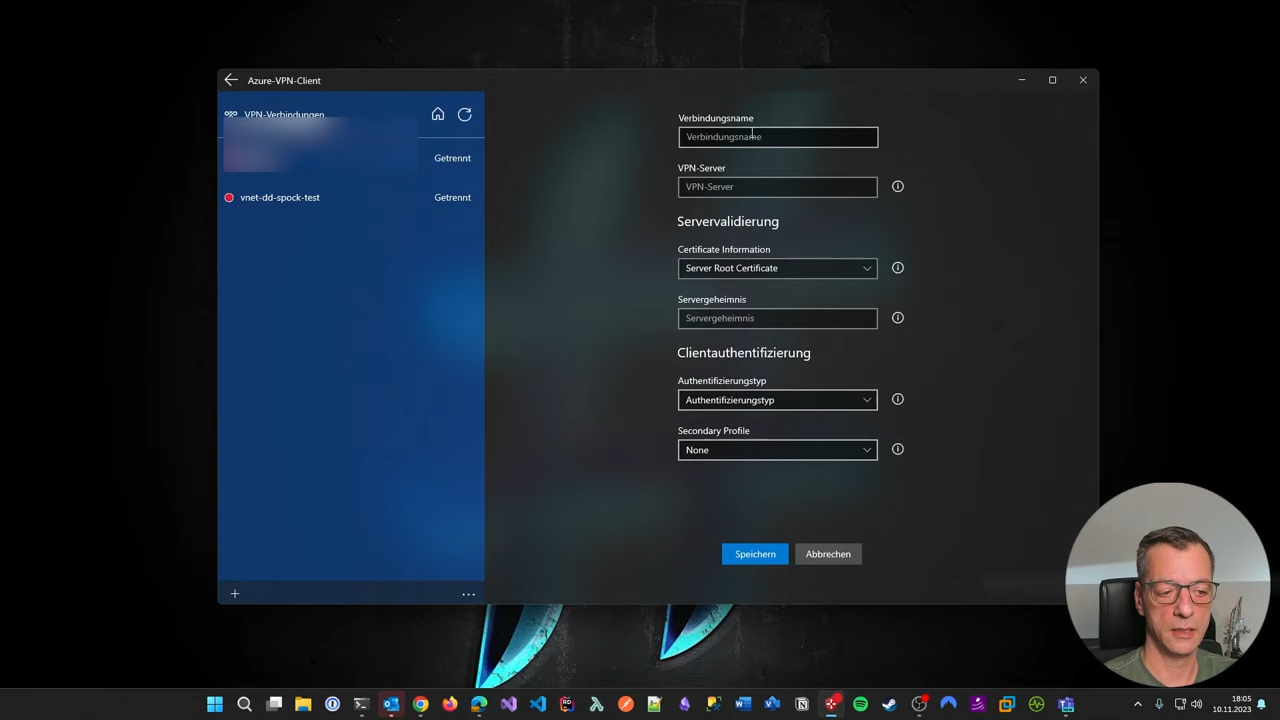 Azure-VPN-Client
VPN-Verbindungen
Getrennt
vnet-dd-spock-test
Getrennt
Verbindungsname
Verbindungsname
VPN-Server
VPN-Server
Servervalidierung
Certificate Information
Server Root Certificate
Servergeheimnis
Servergeheimnis
Clientauthentifizierung
Authentifizierungstyp
Authentifizierungstyp
Secondary Profile
None
Speichern
Abbrechen
18:05
10.11.2023